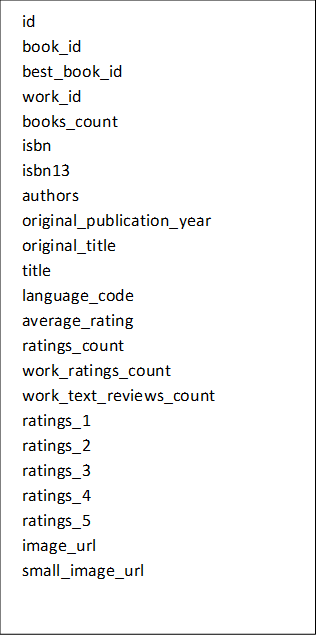 id
book_id
best_book_id
work_id
books_count
isbn
isbn13
authors
original_publication_year
original_title
title
language_code
average_rating
ratings_count
work_ratings_count
work_text_reviews_count
ratings_1
ratings_2
ratings_3
ratings_4
ratings_5
image_url
small_image_url